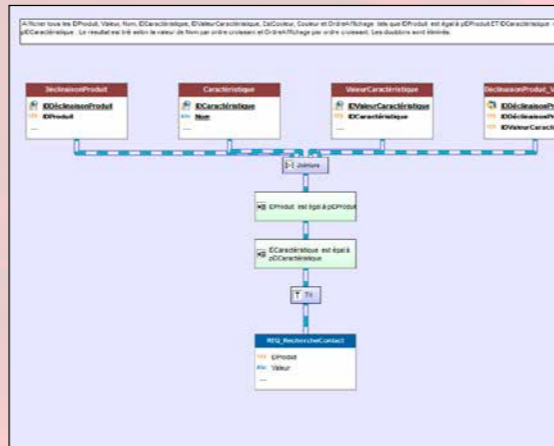 Afficher tous les IDProduit, Valeur, Nom, IDCaractéristique, IDValeurCaractéristique, EstCouleur, Couleur et OrdreAffichage tels que IDProduit est égal à pIDProduit ET IDCaractéristique
pIDCaractéristique . Le résultat est trié selon la valeur de Nom par ordre croissant et OrdreAffichage par ordre croissant. Les doublons sont éliminés.
DéclinaisonProduit
Caractéristique
ValeurCaractéristique
DéclinaisonProduit_V
IDDéclinaisonProduit
IDProduit
....
IDCaractéristique
Nom
....
IDValeurCaractéristique
IDCaractéristique
....
IDDéclinaisonPr
IDDéclinaisonPr
IDValeurCaracté
Jointure
IDProduit est égal à pIDProduit
IDCaractéristique est égal à
pIDCaractéristique
Tri
REQ_RechercheContact
IDProduit
Valeur
....